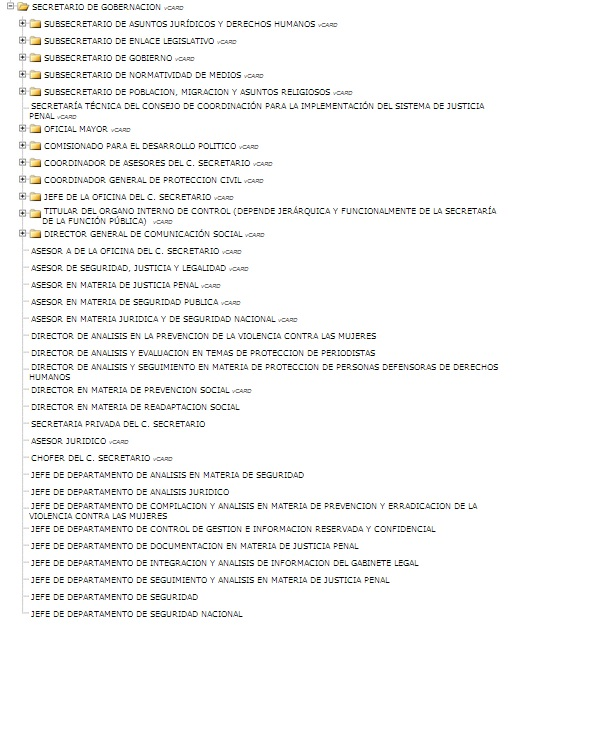 SECRETARIO DE GOBERNACION vCARD
SUBSECRETARIO DE ASUNTOS JURÍDICOS Y DERECHOS HUMANOS vCARD
SUBSECRETARIO DE ENLACE LEGISLATIVO vCARD
SUBSECRETARIO DE GOBIERNO vCARD
SUBSECRETARIO DE NORMATIVIDAD DE MEDIOS vCARD
SUBSECRETARIO DE POBLACION, MIGRACION Y ASUNTOS RELIGIOSOS vCARD
SECRETARÍA TÉCNICA DEL CONSEJO DE COORDINACIÓN PARA LA IMPLEMENTACIÓN DEL SISTEMA DE JUSTICIA
PENAL vCARD
OFICIAL MAYOR vCARD
COMISIONADO PARA EL DESARROLLO POLITICO vCARD
COORDINADOR DE ASESORES DEL C. SECRETARIO vCARD
COORDINADOR GENERAL DE PROTECCION CIVIL vCARD
JEFE DE LA OFICINA DEL C. SECRETARIO vCARD
TITULAR DEL ORGANO INTERNO DE CONTROL (DEPENDE JERÁRQUICA Y FUNCIONALMENTE DE LA SECRETARÍA
DE LA FUNCIÓN PÚBLICA) vCARD
DIRECTOR GENERAL DE COMUNICACIÓN SOCIAL vCARD
ASESOR A DE LA OFICINA DEL C. SECRETARIO vCARD
ASESOR DE SEGURIDAD, JUSTICIA Y LEGALIDAD vCARD
ASESOR EN MATERIA DE JUSTICIA PENAL vCARD
ASESOR EN MATERIA DE SEGURIDAD PUBLICA vCARD
ASESOR EN MATERIA JURIDICA Y DE SEGURIDAD NACIONAL vCARD
DIRECTOR DE ANALISIS EN LA PREVENCION DE LA VIOLENCIA CONTRA LAS MUJERES
DIRECTOR DE ANALISIS Y EVALUACION EN TEMAS DE PROTECCION DE PERIODISTAS
DIRECTOR DE ANALISIS Y SEGUIMIENTO EN MATERIA DE PROTECCION DE PERSONAS DEFENSORAS DE DERECHOS
HUMANOS
DIRECTOR EN MATERIA DE PREVENCION SOCIAL vCARD
DIRECTOR EN MATERIA DE READAPTACION SOCIAL
SECRETARIA PRIVADA DEL C. SECRETARIO
ASESOR JURIDICO vCARD
CHOFER DEL C. SECRETARIO vCARD
JEFE DE DEPARTAMENTO DE ANALISIS EN MATERIA DE SEGURIDAD
JEFE DE DEPARTAMENTO DE ANALISIS JURIDICO
JEFE DE DEPARTAMENTO DE COMPILACION Y ANALISIS EN MATERIA DE PREVENCION Y ERRADICACION DE LA
VIOLENCIA CONTRA LAS MUJERES
JEFE DE DEPARTAMENTO DE CONTROL DE GESTION E INFORMACION RESERVADA Y CONFIDENCIAL
JEFE DE DEPARTAMENTO DE DOCUMENTACION EN MATERIA DE JUSTICIA PENAL
JEFE DE DEPARTAMENTO DE INTEGRACION Y ANALISIS DE INFORMACION DEL GABINETE LEGAL
JEFE DE DEPARTAMENTO DE SEGUIMIENTO Y ANALISIS EN MATERIA DE JUSTICIA PENAL
JEFE DE DEPARTAMENTO DE SEGURIDAD
JEFE DE DEPARTAMENTO DE SEGURIDAD NACIONAL